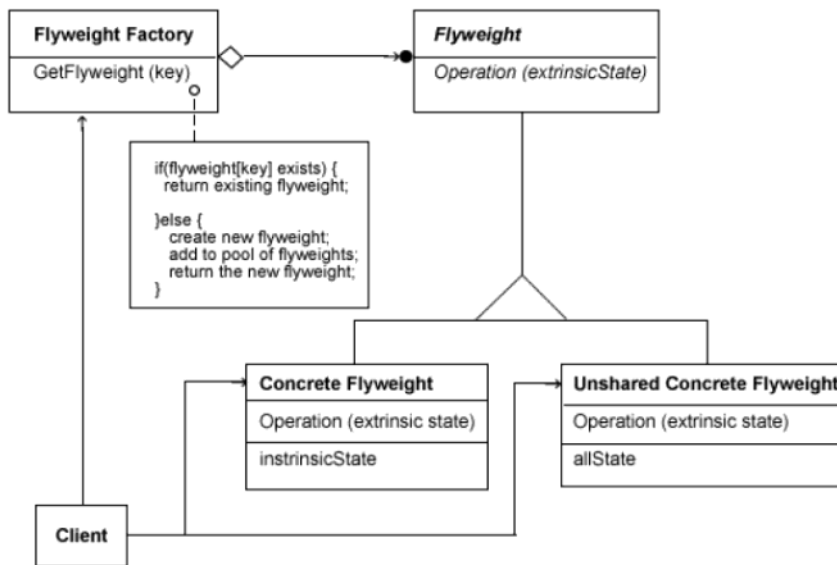 Flyweight Factory
GetFlyweight (key)
Flyweight
Operation (extrinsicState)
if(flyweight[key] exists) {
return existing flyweight;
}else {
create new flyweight;
add to pool of flyweights;
return the new flyweight;
}
Concrete Flyweight
Operation (extrinsic state)
instrinsicState
Unshared Concrete Flyweight
Operation (extrinsic state)
allState
Client